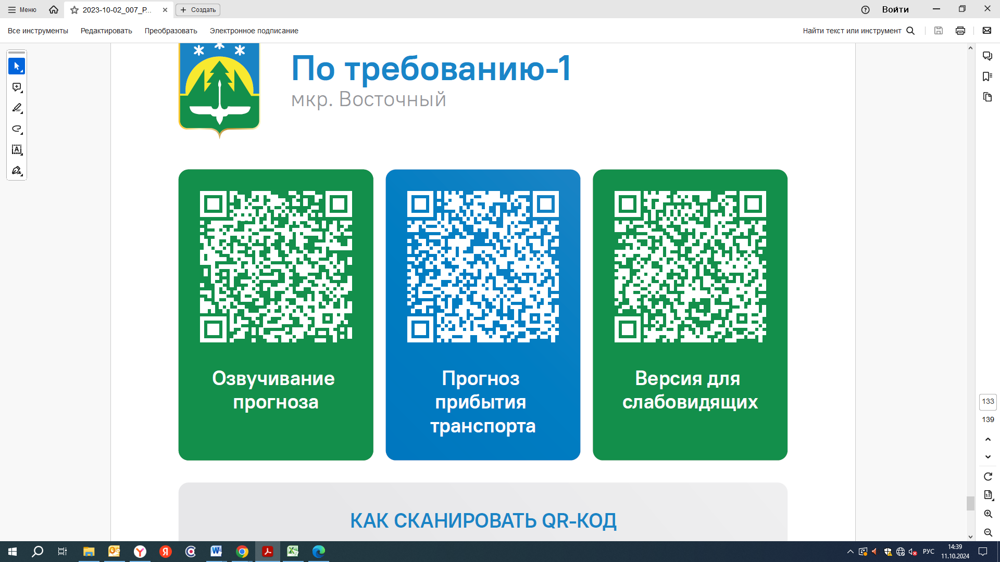 Меню
2023-10-02_007_P...
Создать
Войти
Все инструменты
Редактировать
Преобразовать
Электронное подписание
Найти текст или инструмент
По требованию-1
мкр. Восточный
Озвучивание
прогноза
Прогноз
прибытия
транспорта
Версия для
слабовидящих
КАК СКАНИРОВАТЬ QR-КОД
133
139
РУС
14:39
11.10.2024